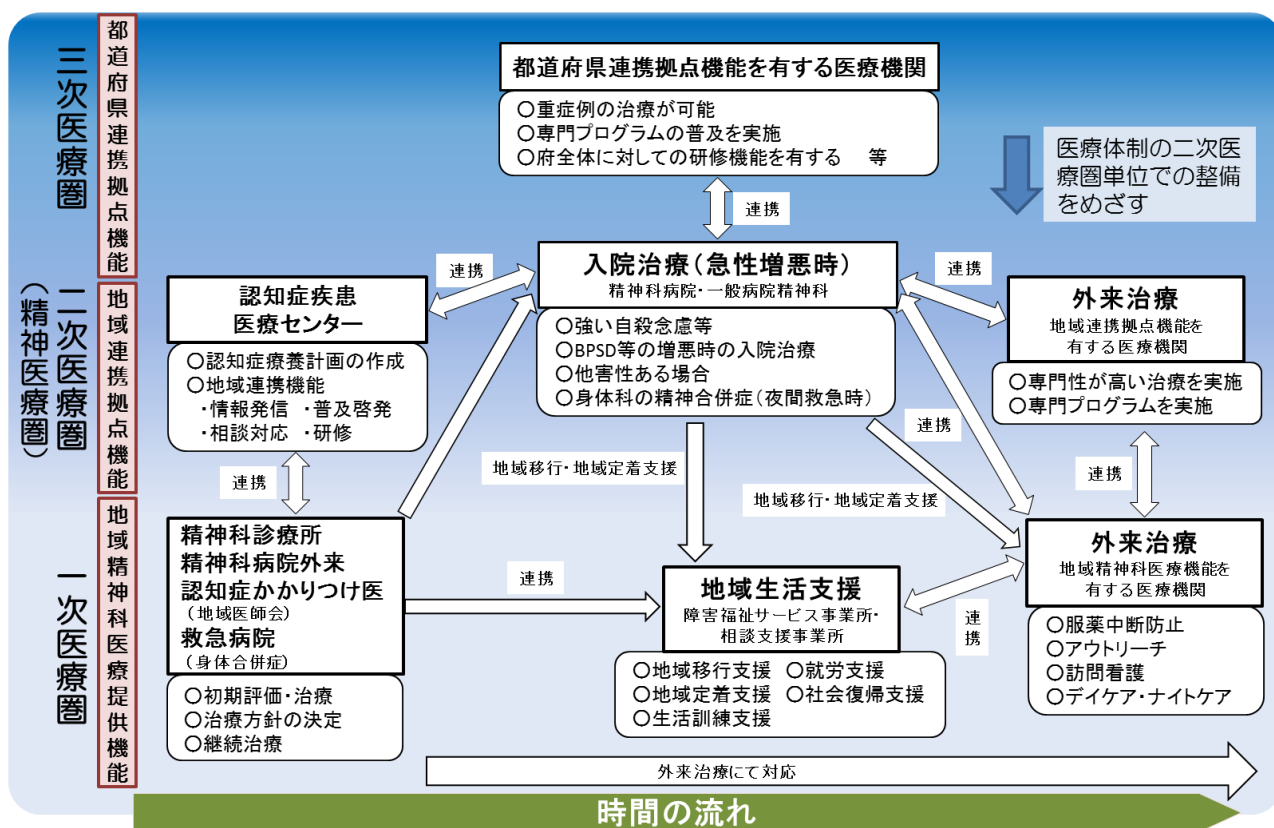 三次医療圏
都道府県連携拠点機能
都道府県連携拠点機能を有する医療機関
○重症例の治療が可能
○専門プログラムの普及を実施
○府全体に対しての研修機能を有する 等
医療体制の二次医
療圏単位での整備
をめざす
連携
二次医療圏
(精神医療圏)
地域連携拠点機能
認知症疾患
医療センター
○認知症療養計画の作成
○地域連携機能
・情報発信 ・普及啓発
・相談対応 ・研修
連携
入院治療(急性増悪時)
精神科病院・一般病院精神科
○強い自殺念慮等
○BPSD等の増悪時の入院治療
○他害性ある場合
○身体科の精神合併症(夜間救急時)
連携
外来治療
地域連携拠点機能を
有する医療機関
○専門性が高い治療を実施
○専門プログラムを実施
連携
地域移行・地域定着支援
連携
地域移行・地域定着支援
連携
一次医療圏
地域精神科医療提供機能
精神科診療所
精神科病院外来
認知症かかりつけ医
(地域医師会)
救急病院
(身体合併症)
○初期評価・治療
○治療方針の決定
○継続治療
連携
地域生活支援
障害福祉サービス事業所・
相談支援事業所
○地域移行支援 ○就労支援
○地域定着支援 ○社会復帰支援
○生活訓練支援
連携
外来治療
地域精神科医療機能を
有する医療機関
○服薬中断防止
○アウトリーチ
○訪問看護
○デイケア・ナイトケア
外来治療にて対応
時間の流れ